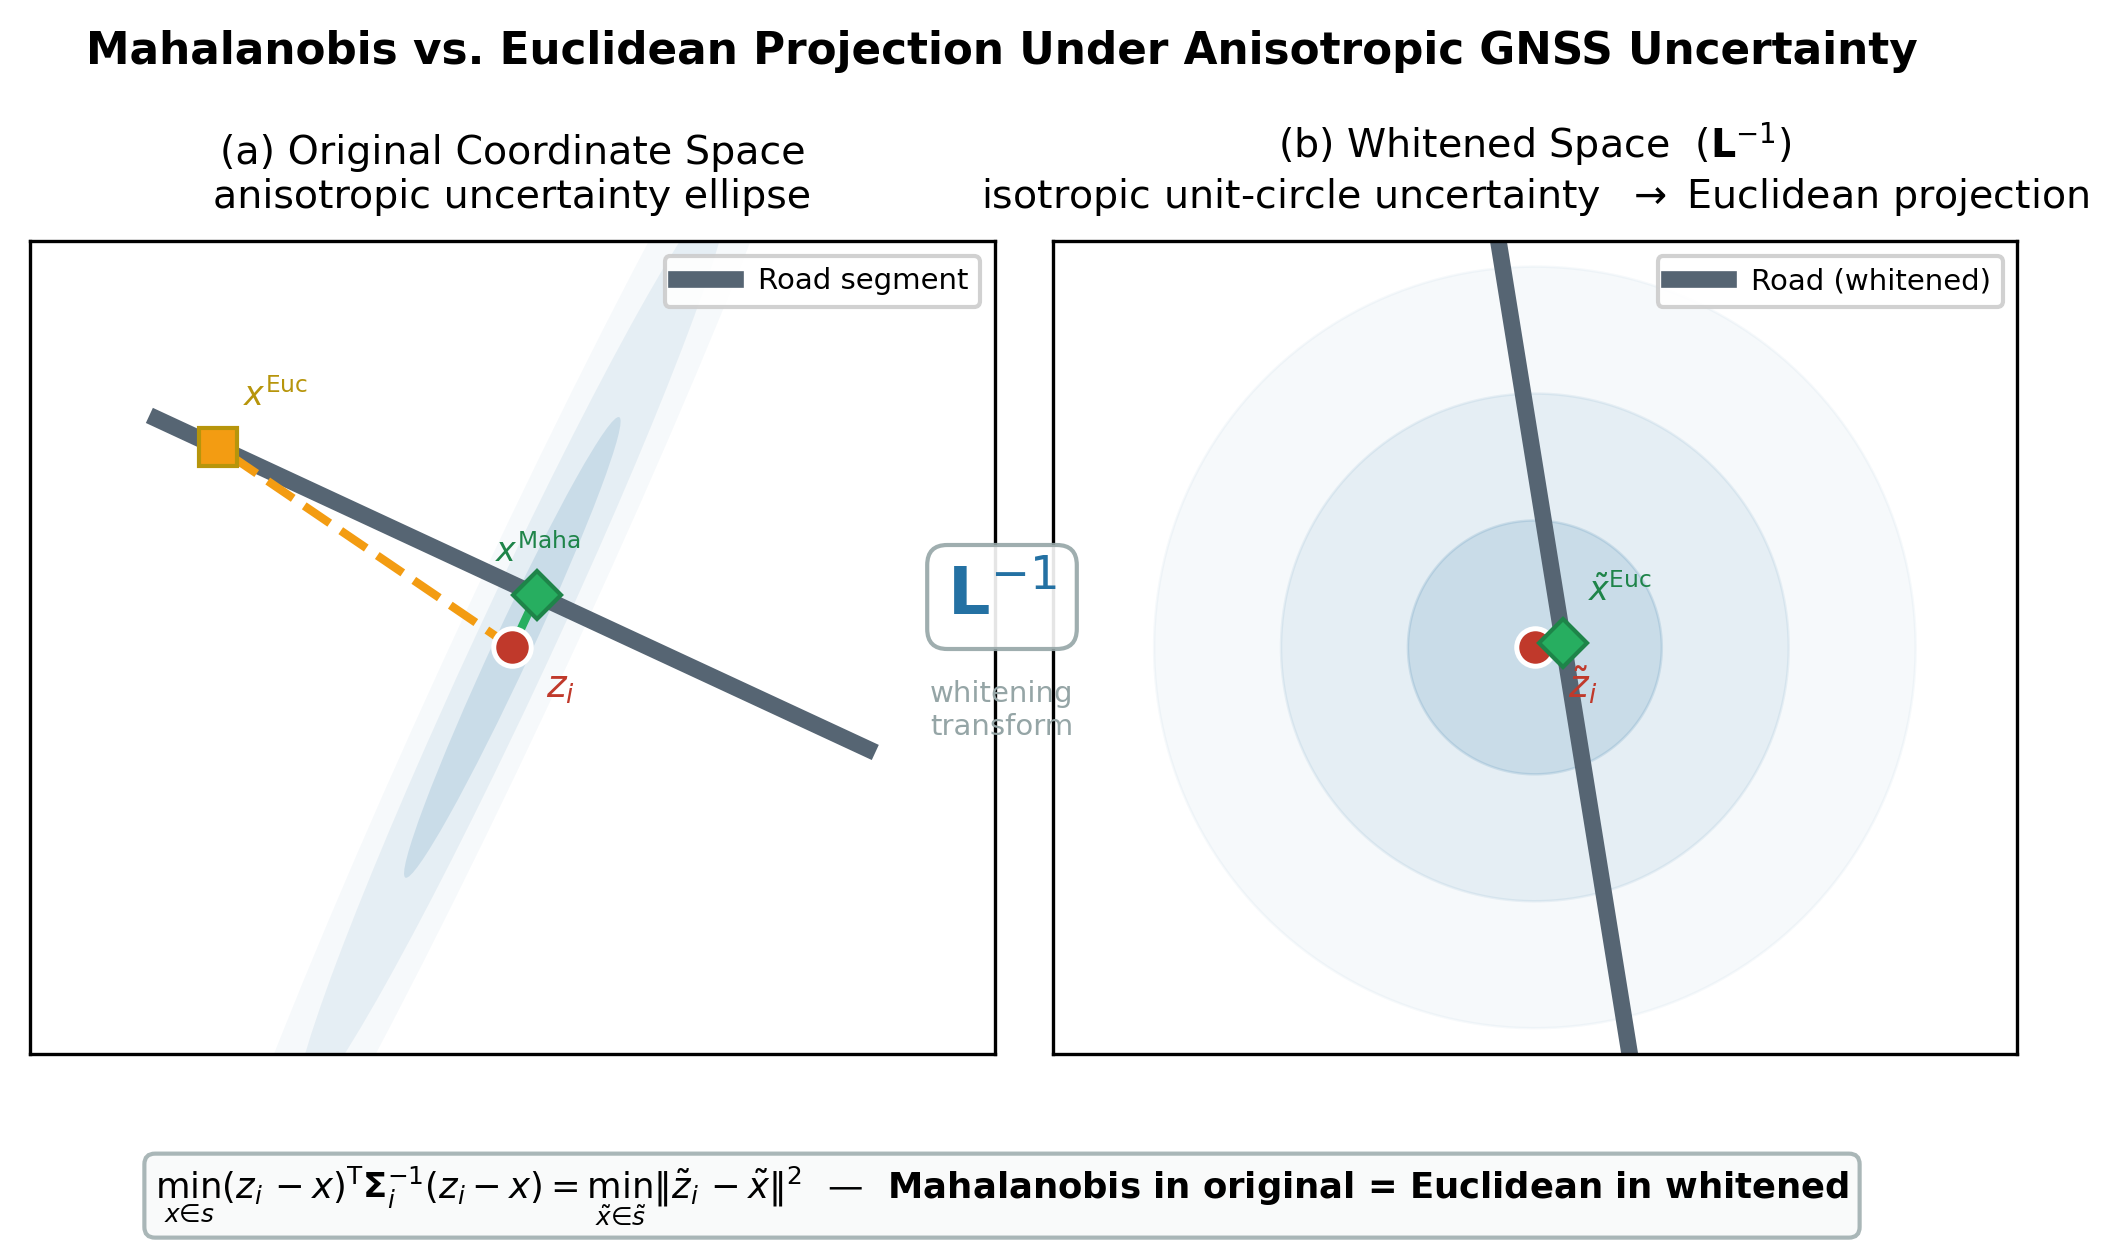 Mahalanobis vs. Euclidean Projection Under Anisotropic GNSS Uncertainty
(a) Original Coordinate Space
anisotropic uncertainty ellipse
(b) Whitened Space (L⁻¹)
isotropic unit-circle uncertainty → Euclidean projection
Road segment
x^Euc
x^Maha
z_i
L⁻¹
whitening
transform
Road (whitened)
x̃^Euc
z̃_i
min_{x∈s} (z_i − x)^T Σ_i^{−1} (z_i − x) = min_{x̃∈s̃} ‖z̃_i − x̃‖² — Mahalanobis in original = Euclidean in whitened